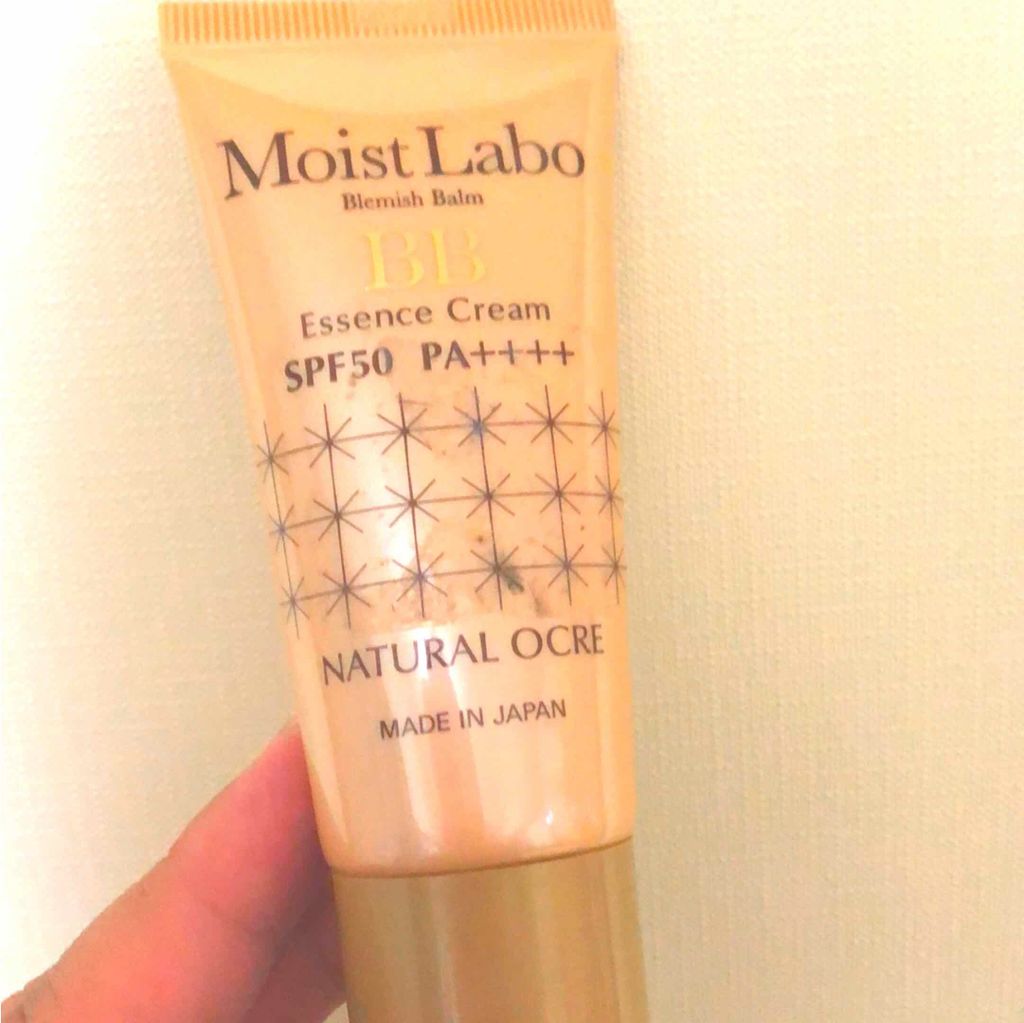 Moist Labo
Blemish Balm
BB
Essence Cream
SPF50 PA++++
NATURAL OCRE
MADE IN JAPAN